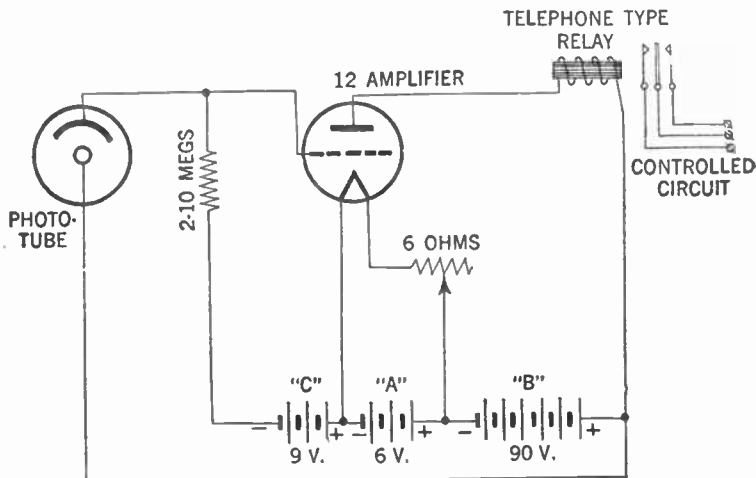 TELEPHONE TYPE
RELAY
12 AMPLIFIER
CONTROLLED
CIRCUIT
2-10 MEGS
PHOTO-
TUBE
6 OHMS
"C"
"A"
"B"
- + - + - +
9 V.
6 V.
90 V.